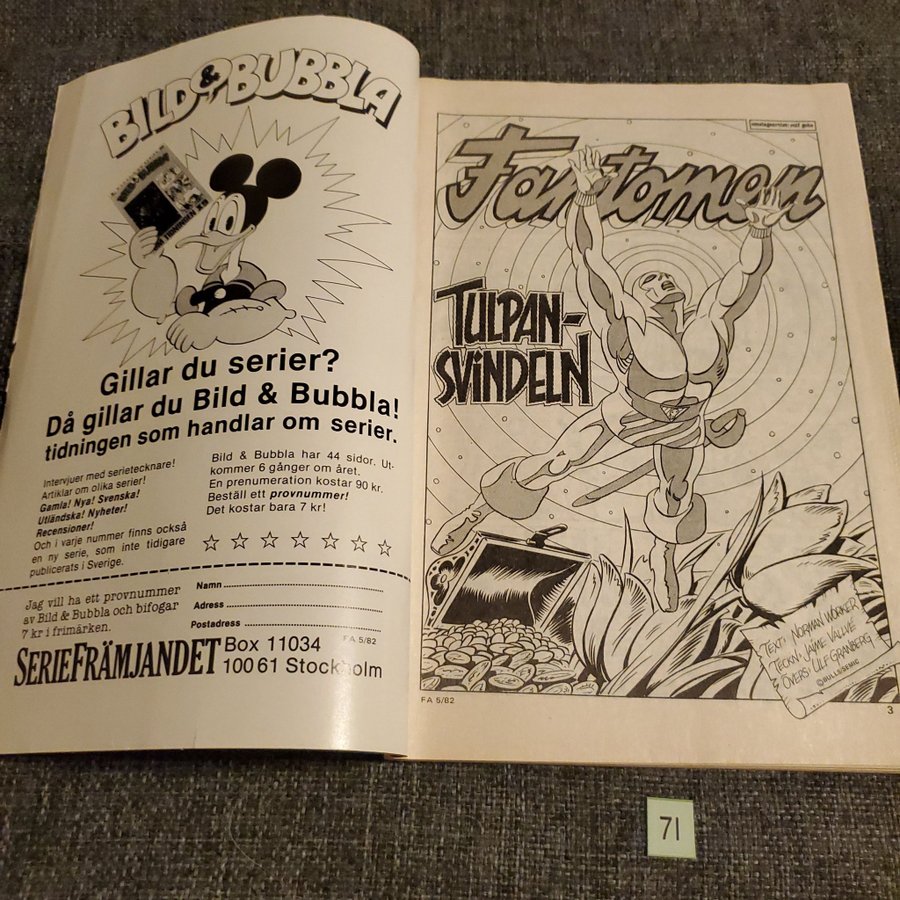 BILD & BUBBLA
Gillar du serier?
Då gillar du Bild & Bubbla!
tidningen som handlar om serier.
Intervjuer med serietecknare!
Artiklar om olika serier!
Gamla! Nya! Svenska!
Utländska! Nyheter!
Recensioner!
Och i varje nummer finns också
en ny serie, som inte tidigare
publicerats i Sverige.
Bild & Bubbla har 44 sidor. Ut-
kommer 6 gånger om året.
En prenumeration kostar 90 kr.
Beställ ett provnummer!
Det kostar bara 7 kr!
Jag vill ha ett provnummer
av Bild & Bubbla och bifogar
7 kr i frimärken.
Namn
Adress
Postadress
FA 5/82
SERIEFRÄMJANDET Box 11034
100 61 Stockholm
Fantomen
TULPAN-
SVINDELN
TEXT: NORMAN WORKER
TECKN: JAIME VALLVÉ
ÖVERS: ULF GRANBERG
©BULLS/SEMIC
FA 5/82
3
71